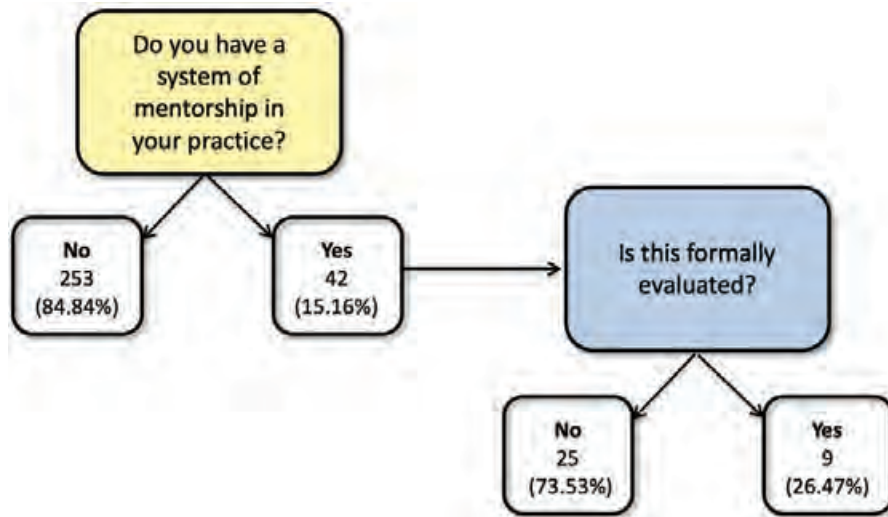 Do you have a
system of
mentorship in
your practice?
No
253
(84.84%)
Yes
42
(15.16%)
Is this formally
evaluated?
No
25
(73.53%)
Yes
9
(26.47%)